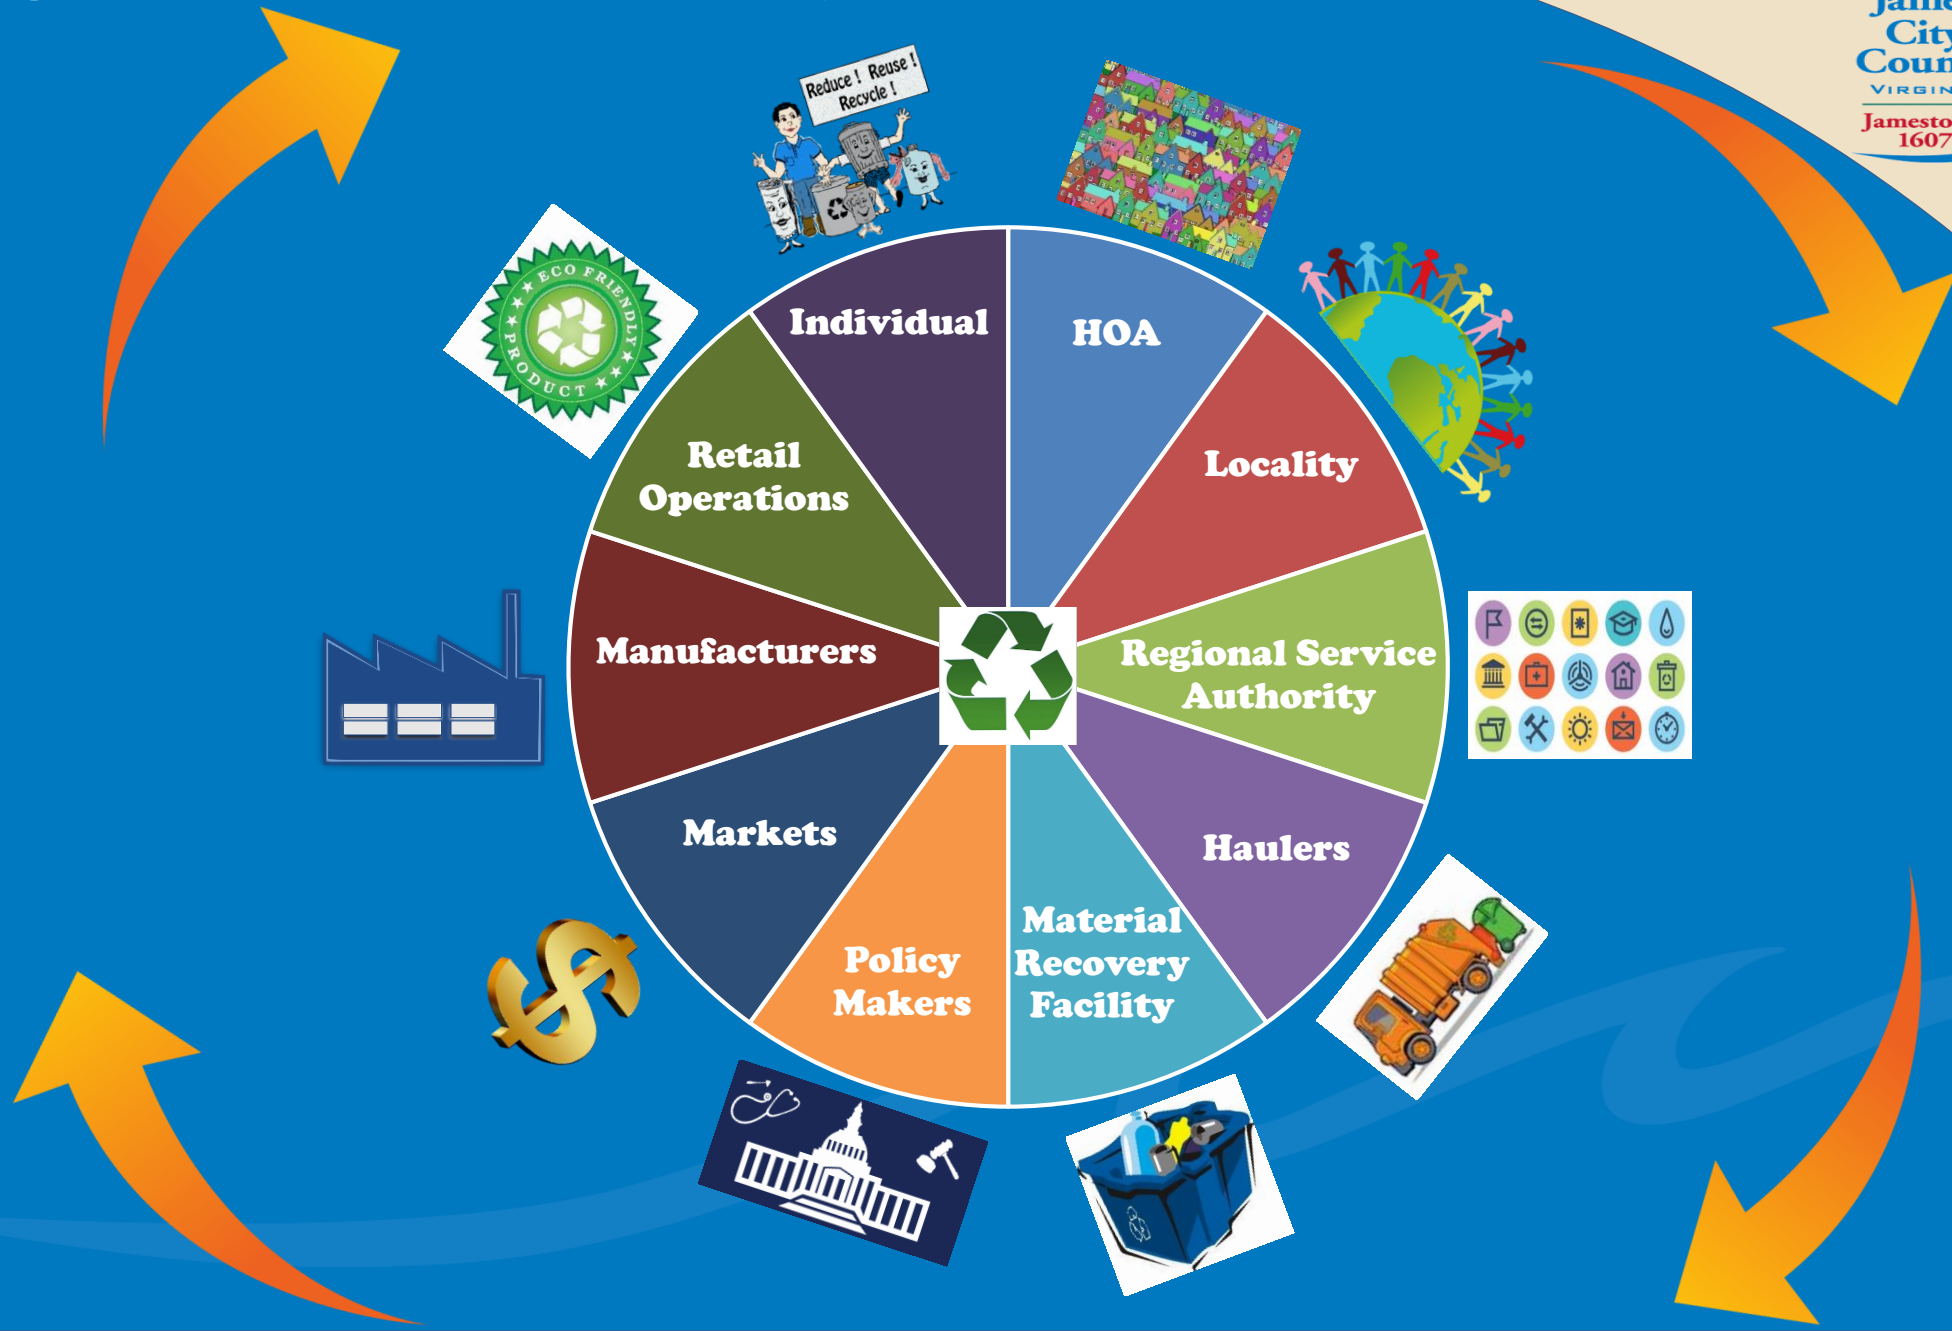 City
Jamesto
1607
Reduce ! Reuse !
Recycle !
ECO FRIENDLY
PRODUCT
Individual
HOA
Retail
Operations
Locality
Manufacturers
Regional Service
Authority
Markets
Haulers
Policy
Makers
Material
Recovery
Facility